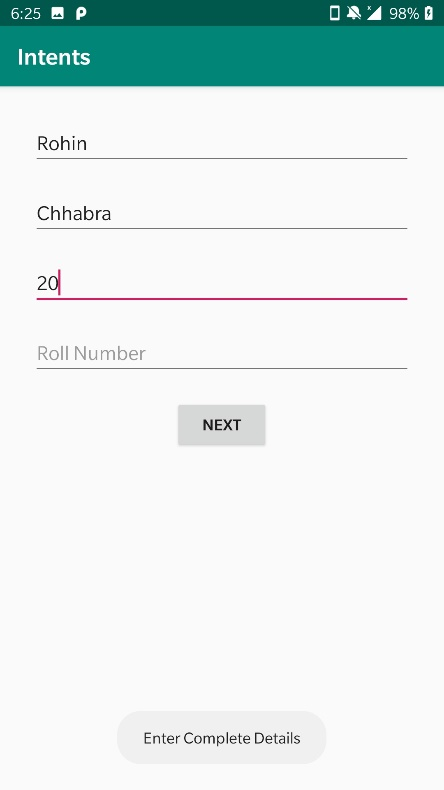 6:25 98%
Intents
Rohin
Chhabra
20
Roll Number
NEXT
Enter Complete Details